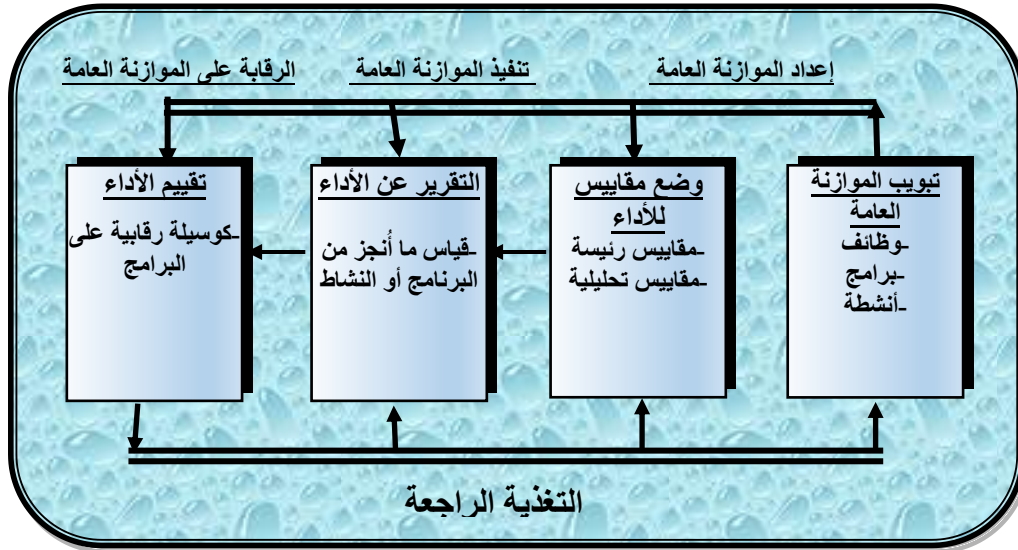 إعداد الموازنة العامة
تنفيذ الموازنة العامة
الرقابة على الموازنة العامة
تبويب الموازنة
العامة
-وظائف
-برامج
-أنشطة
وضع مقاييس
للأداء
-مقاييس رئيسة
-مقاييس تحليلية
التقرير عن الأداء
-قياس ما أُنجز من
البرنامج أو النشاط
تقييم الأداء
-كوسيلة رقابية على
البرامج
التغذية الراجعة